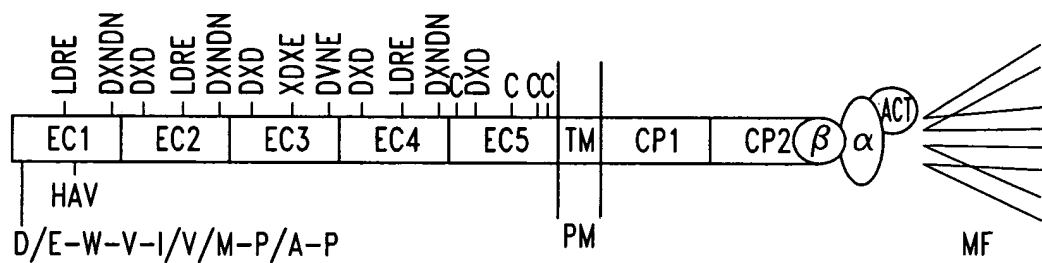 LDRE DXNDN DXD LDRE DXNDN DXD XDXE DVNE DXD LDRE DXNDN C DXD C C C
EC1 EC2 EC3 EC4 EC5 TM CP1 CP2 β α ACT
HAV
D/E-W-V-I/V/M-P/A-P
PM MF